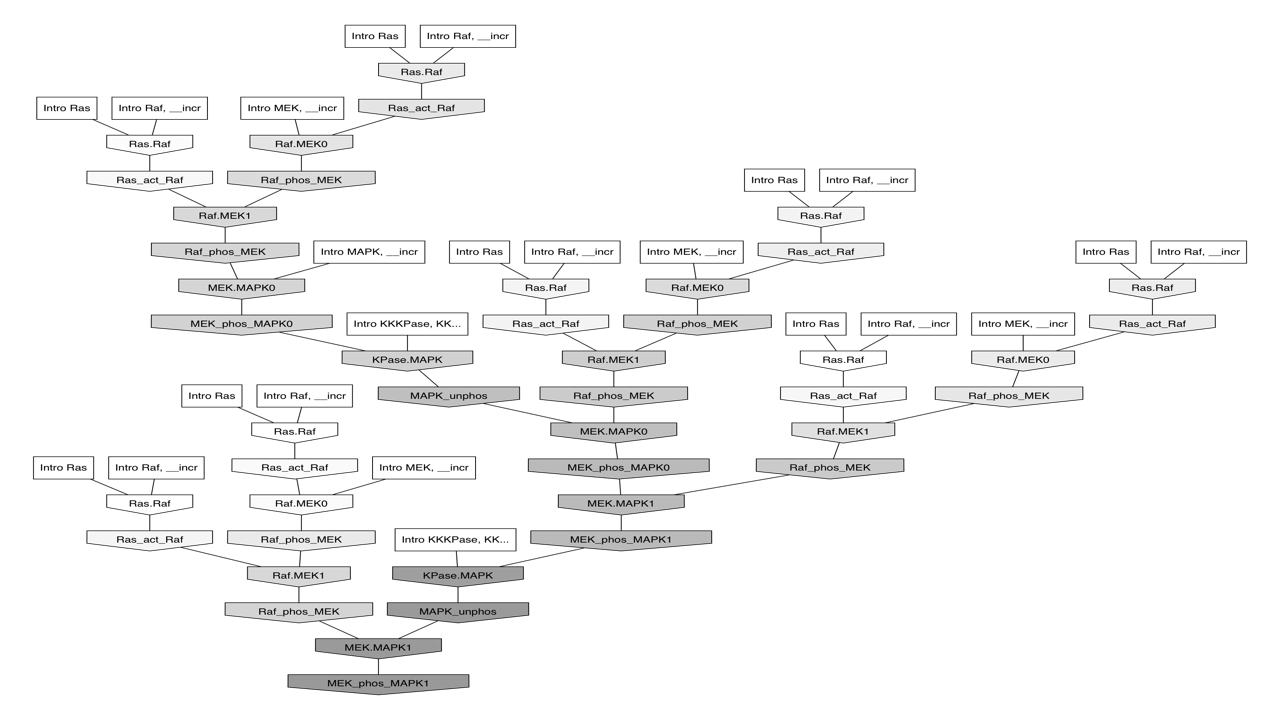 Intro Ras
Intro Raf, __incr
Ras.Raf
Intro Ras
Intro Raf, __incr
Intro MEK, __incr
Ras_act_Raf
Ras.Raf
Raf.MEK0
Ras_act_Raf
Raf_phos_MEK
Intro Ras
Intro Raf, __incr
Raf.MEK1
Ras.Raf
Raf_phos_MEK
Intro MAPK, __incr
Intro Ras
Intro Raf, __incr
Intro MEK, __incr
Ras_act_Raf
Intro Ras
Intro Raf, __incr
MEK.MAPK0
Ras.Raf
Raf.MEK0
Ras.Raf
MEK_phos_MAPK0
Intro KKKPase, KK...
Ras_act_Raf
Raf_phos_MEK
Intro Ras
Intro Raf, __incr
Intro MEK, __incr
Ras_act_Raf
KPase.MAPK
Raf.MEK1
Ras.Raf
Raf.MEK0
Intro Ras
Intro Raf, __incr
MAPK_unphos
Raf_phos_MEK
Ras_act_Raf
Raf_phos_MEK
Ras.Raf
MEK.MAPK0
Raf.MEK1
Intro Ras
Intro Raf, __incr
Ras_act_Raf
Intro MEK, __incr
MEK_phos_MAPK0
Raf_phos_MEK
Ras.Raf
Raf.MEK0
MEK.MAPK1
Ras_act_Raf
Raf_phos_MEK
Intro KKKPase, KK...
MEK_phos_MAPK1
Raf.MEK1
KPase.MAPK
Raf_phos_MEK
MAPK_unphos
MEK.MAPK1
MEK_phos_MAPK1